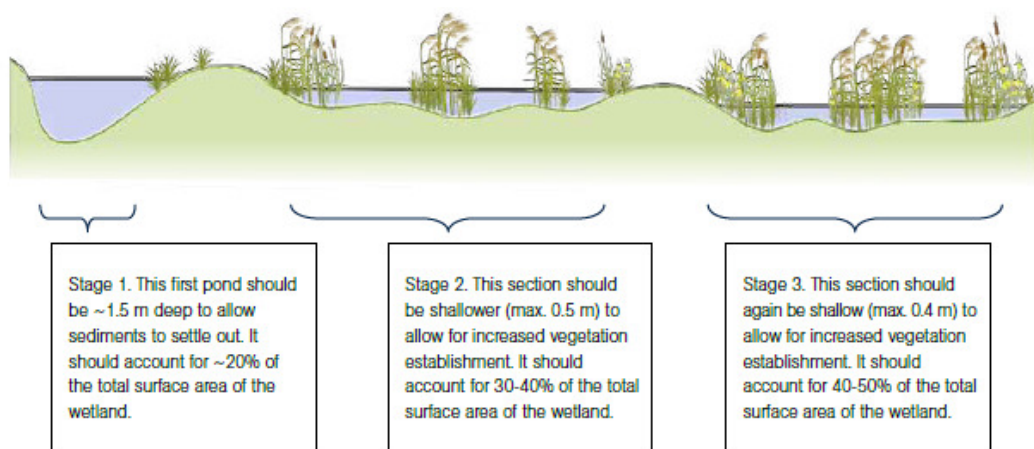 Stage 1. This first pond should
be ~1.5 m deep to allow
sediments to settle out. It
should account for ~20% of
the total surface area of the
wetland.
Stage 2. This section should
be shallower (max. 0.5 m) to
allow for increased vegetation
establishment. It should
account for 30-40% of the total
surface area of the wetland.
Stage 3. This section should
again be shallow (max. 0.4 m) to
allow for increased vegetation
establishment. It should
account for 40-50% of the total
surface area of the wetland.